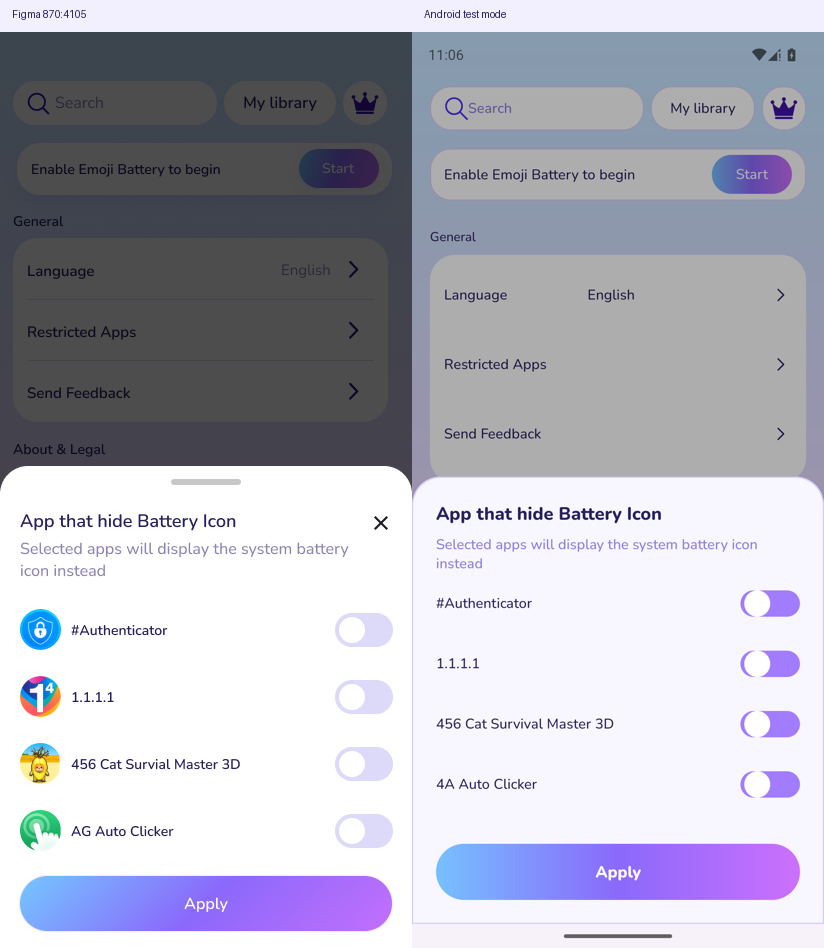 Figma 870:4105
Search
My library
Enable Emoji Battery to begin
Start
General
Language
English
Restricted Apps
Send Feedback
About & Legal
App that hide Battery Icon
Selected apps will display the system battery
icon instead
#Authenticator
1.1.1.1
456 Cat Survial Master 3D
AG Auto Clicker
Apply
Android test mode
11:06
Search
My library
Enable Emoji Battery to begin
Start
General
Language
English
Restricted Apps
Send Feedback
App that hide Battery Icon
Selected apps will display the system battery icon
instead
#Authenticator
1.1.1.1
456 Cat Survival Master 3D
4A Auto Clicker
Apply